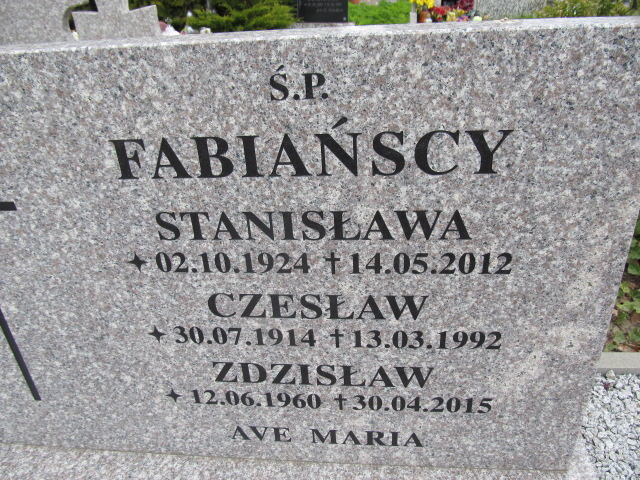 Ś.P.
FABIAŃSCY
STANISŁAWA
✦02.10.1924 ✝14.05.2012
CZESŁAW
✦30.07.1914 ✝13.03.1992
ZDZISŁAW
✦12.06.1960 ✝30.04.2015
AVE MARIA